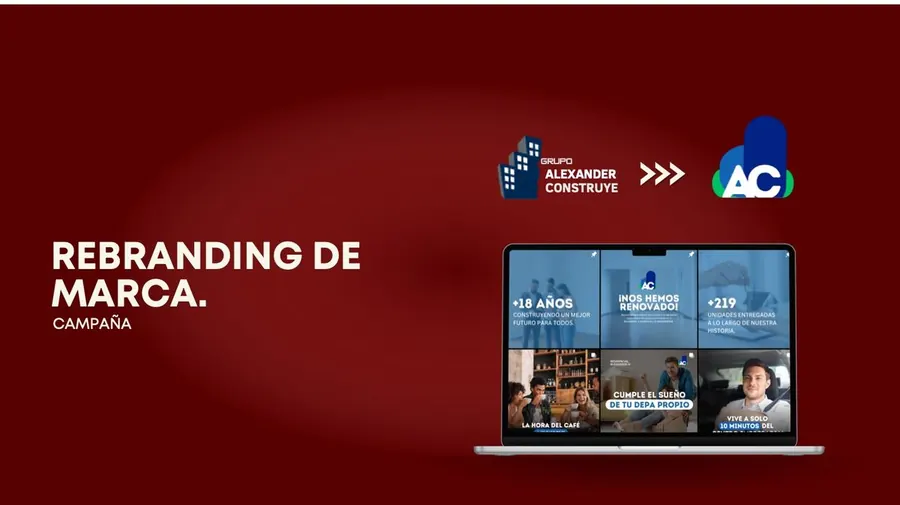 REBRANDING DE
MARCA.
CAMPAÑA
GRUPO
ALEXANDER
CONSTRUYE
AC
+18 AÑOS
CONSTRUYENDO UN MEJOR
FUTURO PARA TODOS.
AC
¡NOS HEMOS
RENOVADO!
+219
UNIDADES ENTREGADAS
A LO LARGO DE NUESTRA
HISTORIA.
LA HORA DEL CAFÉ
CUMPLE EL SUEÑO
DE TU DEPA PROPIO
VIVE A SOLO
10 MINUTOS DEL